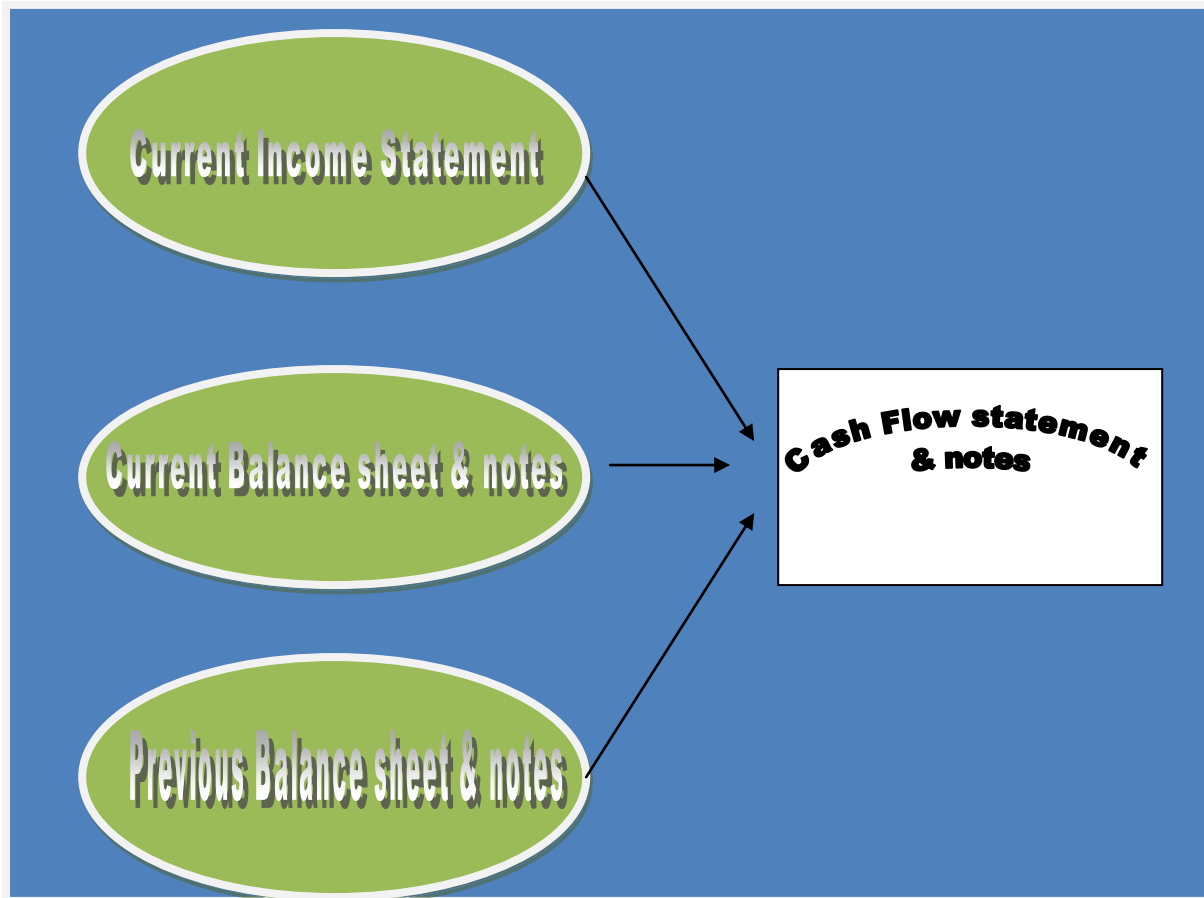 Current Income Statement
Current Balance sheet & notes
Previous Balance sheet & notes
Cash Flow statement
& notes